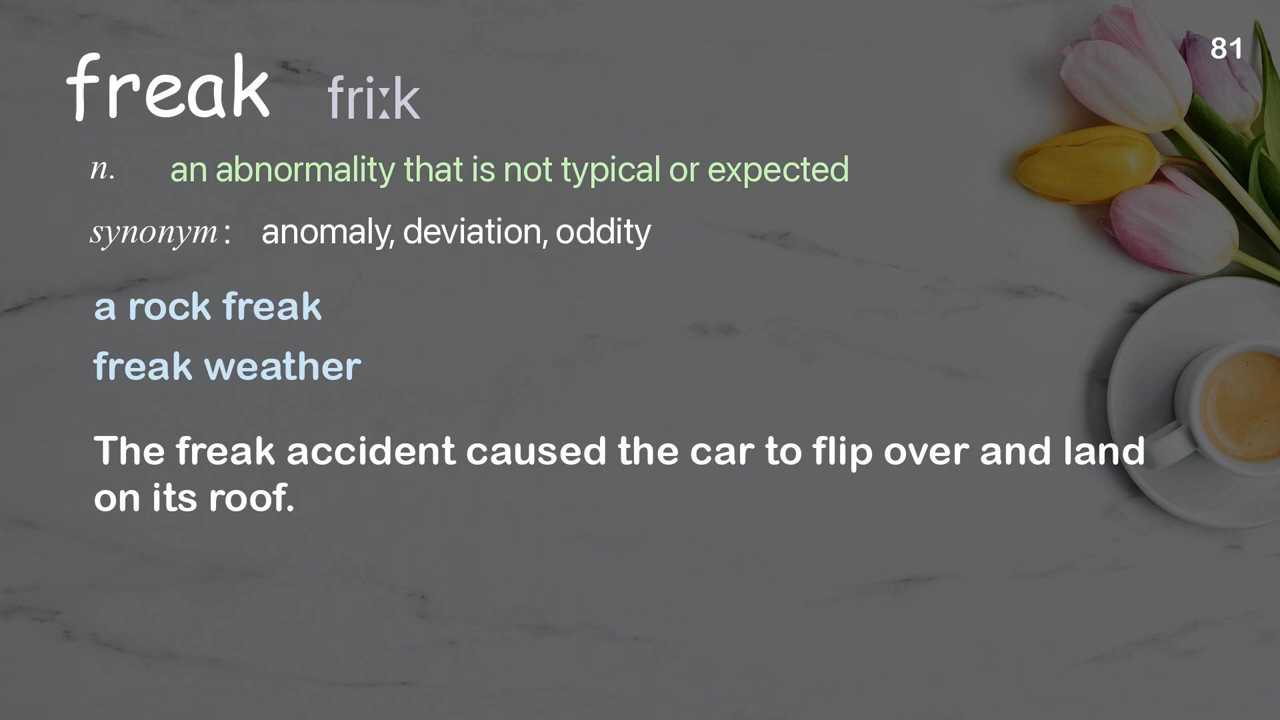 81
freak friːk
n. an abnormality that is not typical or expected
synonym: anomaly, deviation, oddity
a rock freak
freak weather
The freak accident caused the car to flip over and land
on its roof.